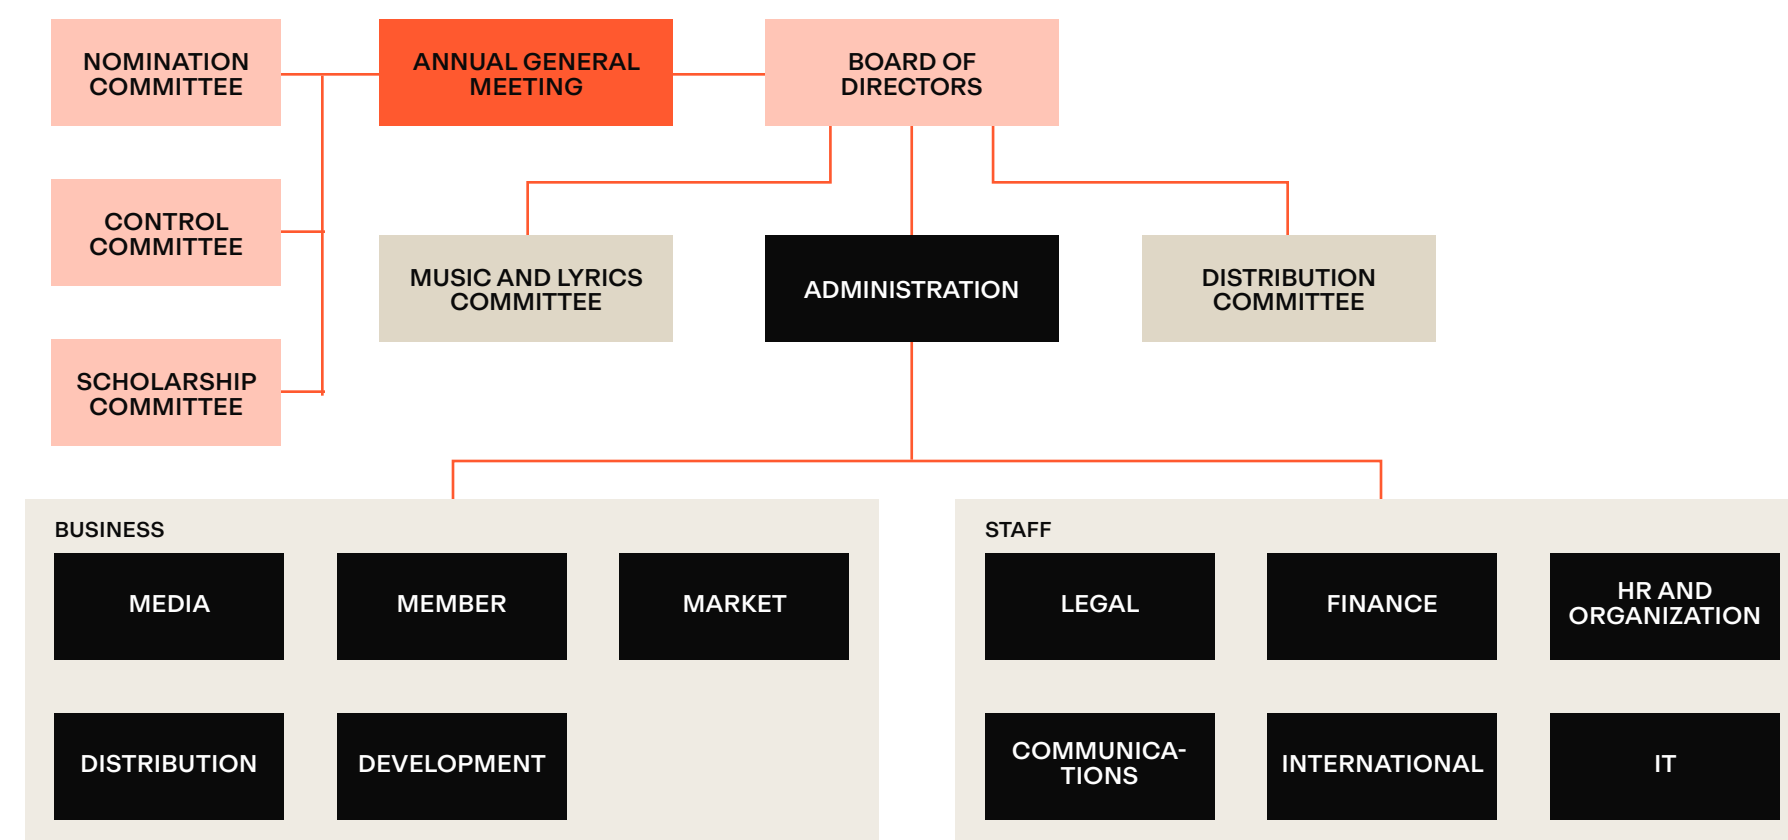 NOMINATION
COMMITTEE
ANNUAL GENERAL
MEETING
BOARD OF
DIRECTORS
CONTROL
COMMITTEE
MUSIC AND LYRICS
COMMITTEE
ADMINISTRATION
DISTRIBUTION
COMMITTEE
SCHOLARSHIP
COMMITTEE
BUSINESS
MEDIA
MEMBER
MARKET
DISTRIBUTION
DEVELOPMENT
STAFF
LEGAL
FINANCE
HR AND
ORGANIZATION
COMMUNICA-
TIONS
INTERNATIONAL
IT